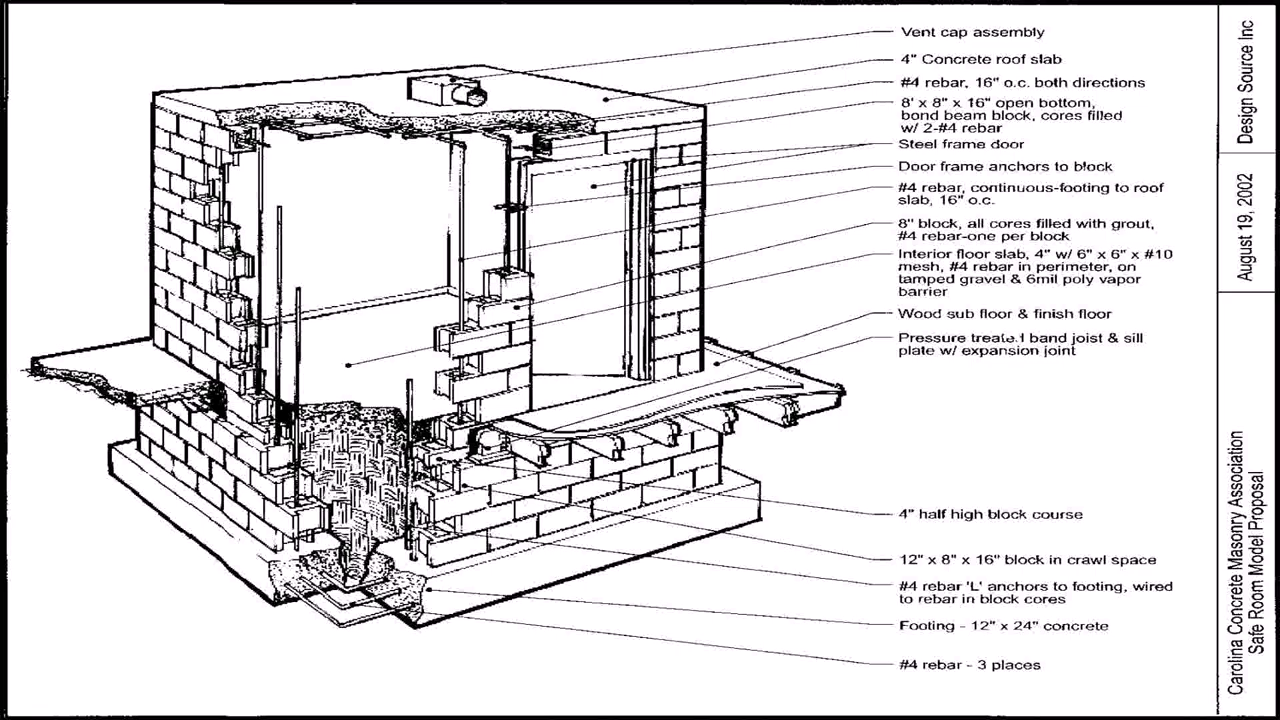 Vent cap assembly
4" Concrete roof slab
#4 rebar, 16" o.c. both directions
8' x 8" x 16" open bottom,
bond beam block, cores filled
w/ 2-#4 rebar
Steel frame door
Door frame anchors to block
#4 rebar, continuous-footing to roof
slab, 16" o.c.
8" block, all cores filled with grout,
#4 rebar-one per block
Interior floor slab, 4" w/ 6" x 6" x #10
mesh, #4 rebar in perimeter, on
tamped gravel & 6mil poly vapor
barrier
Wood sub floor & finish floor
Pressure treated band joist & sill
plate w/ expansion joint
4" half high block course
12" x 8" x 16" block in crawl space
#4 rebar 'L' anchors to footing, wired
to rebar in block cores
Footing - 12" x 24" concrete
#4 rebar - 3 places
Design Source Inc
August 19, 2002
Carolina Concrete Masonry Association
Safe Room Model Proposal